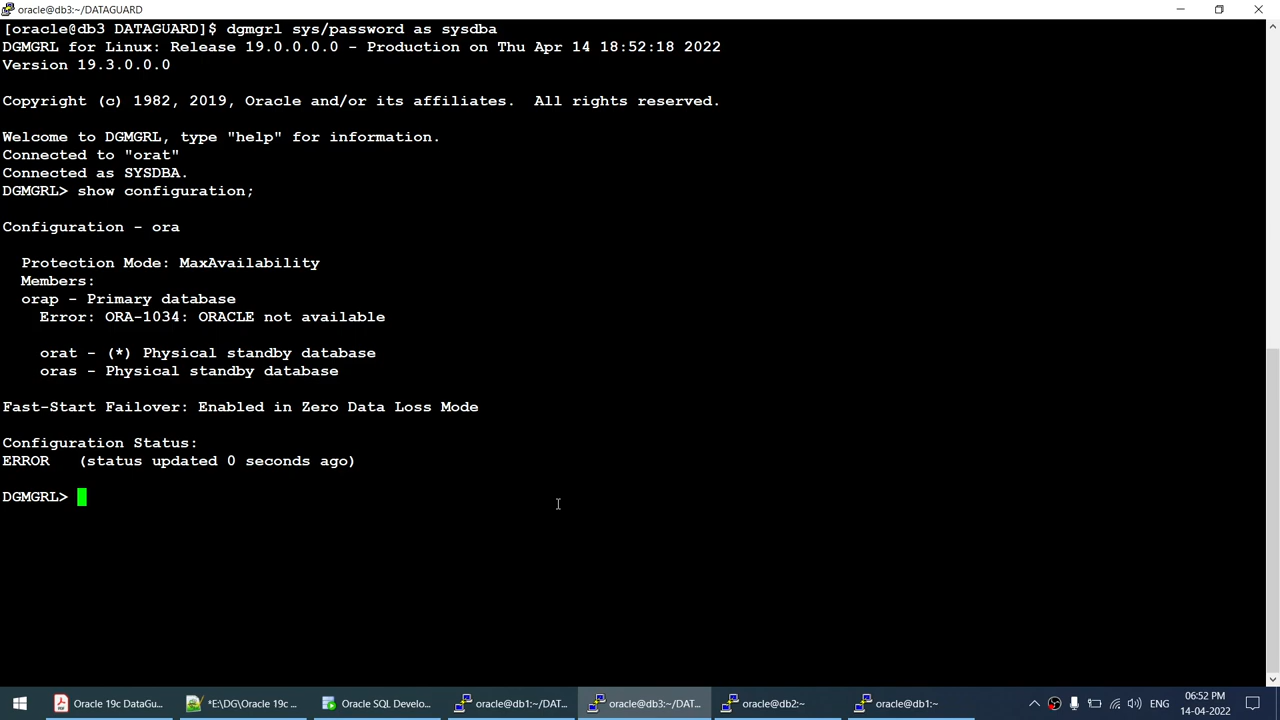 oracle@db3:~/DATAGUARD
[oracle@db3 DATAGUARD]$ dgmgrl sys/password as sysdba
DGMGRL for Linux: Release 19.0.0.0.0 - Production on Thu Apr 14 18:52:18 2022
Version 19.3.0.0.0
Copyright (c) 1982, 2019, Oracle and/or its affiliates.  All rights reserved.
Welcome to DGMGRL, type "help" for information.
Connected to "orat"
Connected as SYSDBA.
DGMGRL> show configuration;
Configuration - ora
Protection Mode: MaxAvailability
Members:
orap - Primary database
Error: ORA-1034: ORACLE not available
orat - (*) Physical standby database
oras - Physical standby database
Fast-Start Failover: Enabled in Zero Data Loss Mode
Configuration Status:
ERROR   (status updated 0 seconds ago)
DGMGRL>
Oracle 19c DataGu...
*E:\DG\Oracle 19c ...
Oracle SQL Develo...
oracle@db1:~/DAT...
oracle@db3:~/DAT...
oracle@db2:~
oracle@db1:~
ENG
06:52 PM
14-04-2022